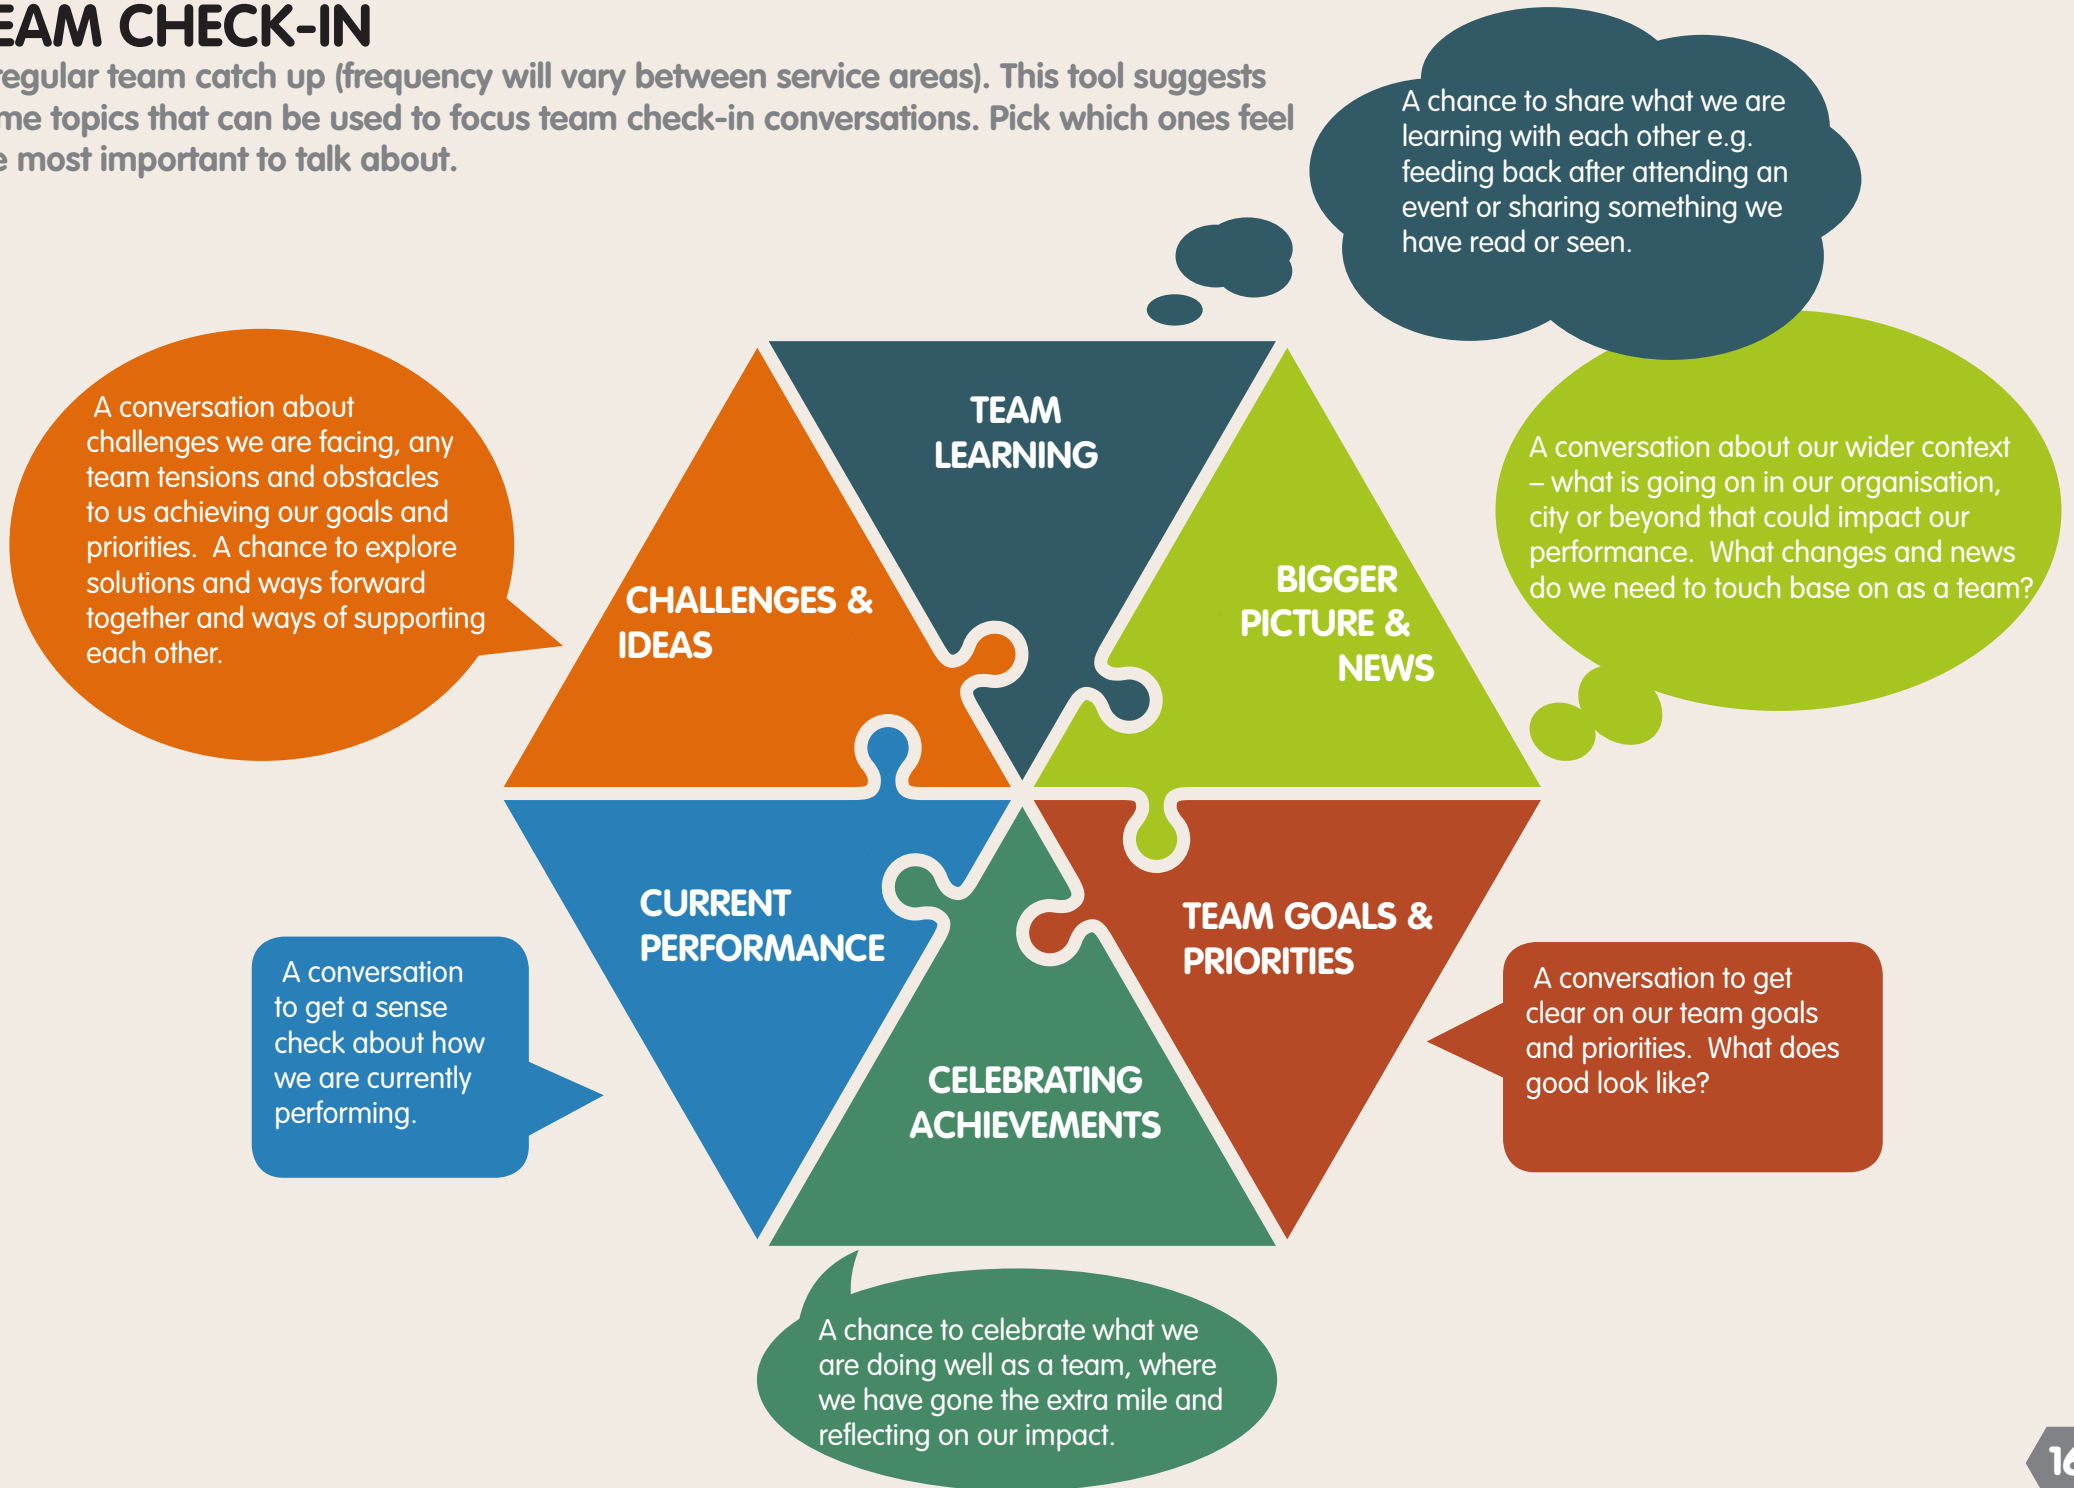 EAM CHECK-IN
regular team catch up (frequency will vary between service areas). This tool suggests
me topics that can be used to focus team check-in conversations. Pick which ones feel
e most important to talk about.
A chance to share what we are
learning with each other e.g.
feeding back after attending an
event or sharing something we
have read or seen.
A conversation about
challenges we are facing, any
team tensions and obstacles
to us achieving our goals and
priorities.  A chance to explore
solutions and ways forward
together and ways of supporting
each other.
TEAM
LEARNING
A conversation about our wider context
– what is going on in our organisation,
city or beyond that could impact our
performance.  What changes and news
do we need to touch base on as a team?
CHALLENGES &
IDEAS
BIGGER
PICTURE &
NEWS
CURRENT
PERFORMANCE
TEAM GOALS &
PRIORITIES
A conversation
to get a sense
check about how
we are currently
performing.
A conversation to get
clear on our team goals
and priorities.  What does
good look like?
CELEBRATING
ACHIEVEMENTS
A chance to celebrate what we
are doing well as a team, where
we have gone the extra mile and
reflecting on our impact.
16